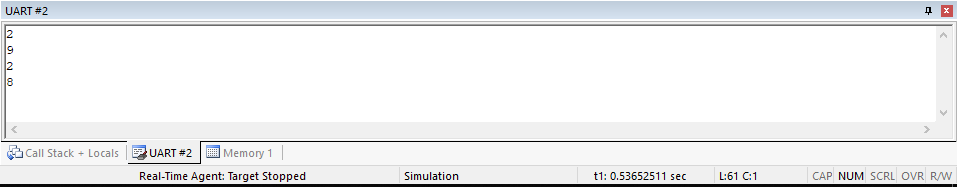 UART #2
2
9
2
8
Call Stack + Locals UART #2 Memory 1
Real-Time Agent: Target Stopped Simulation t1: 0.53652511 sec L:61 C:1 CAP NUM SCRL OVR R/W